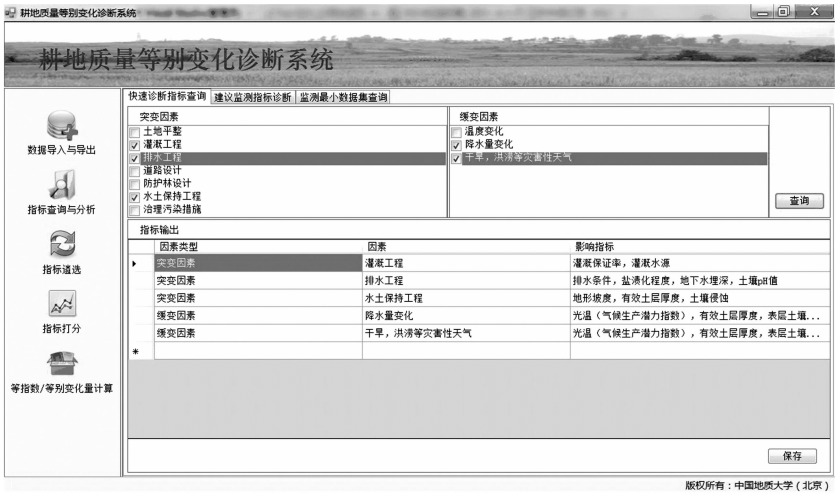 耕地质量等别变化诊断系统
耕地质量等别变化诊断系统
数据导入与导出
指标查询与分析
指标遴选
指标打分
等指数/等别变化量计算
快速诊断指标查询 建议监测指标诊断 监测最小数据集查询
突变因素
土地平整
灌溉工程
排水工程
道路设计
防护林设计
水土保持工程
治理污染措施
缓变因素
温度变化
降水量变化
干旱，洪涝等灾害性天气
查询
指标输出
因素类型 因素 影响指标
突变因素 灌溉工程 灌溉保证率，灌溉水源
突变因素 排水工程 排水条件，盐渍化程度，地下水埋深，土壤pH值
突变因素 水土保持工程 地形坡度，有效土层厚度，土壤侵蚀
缓变因素 降水量变化 光温（气候生产潜力指数），有效土层厚度，表层土壤...
缓变因素 干旱，洪涝等灾害性天气 光温（气候生产潜力指数），有效土层厚度，表层土壤...
保存
版权所有：中国地质大学（北京）